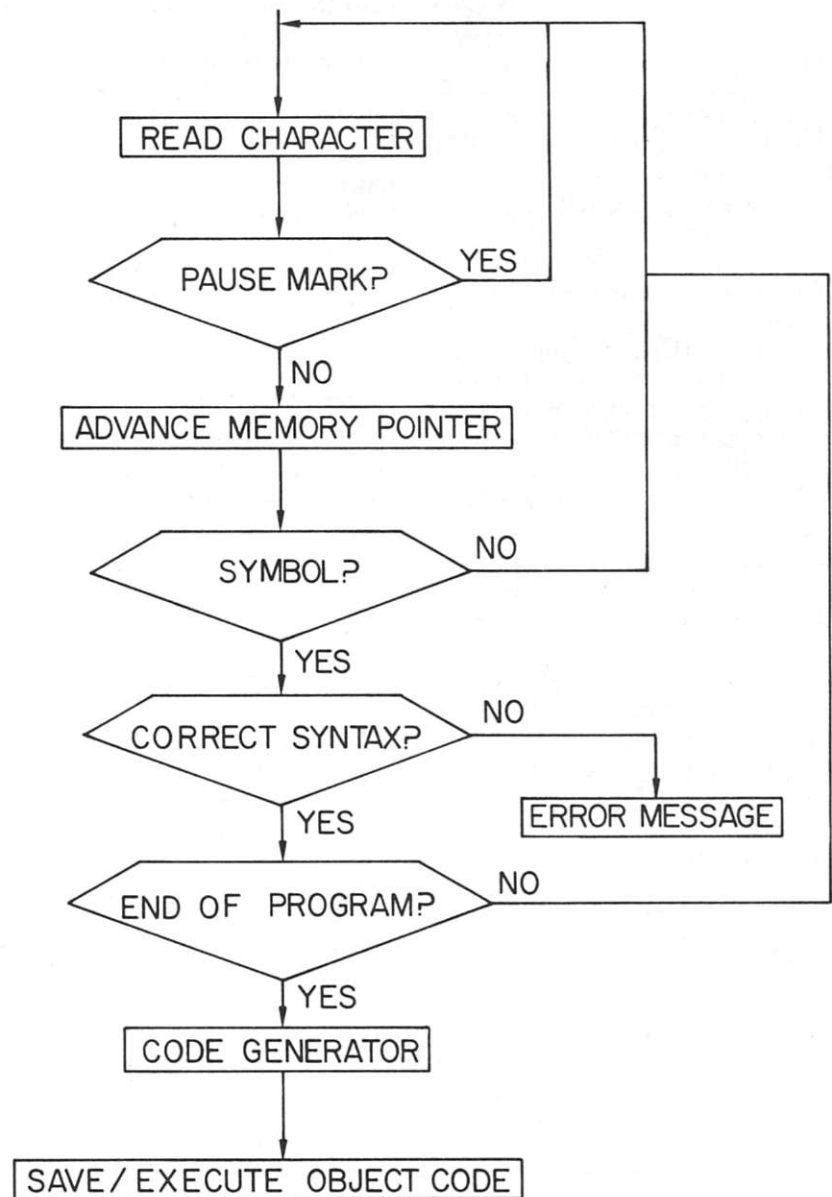 READ CHARACTER
PAUSE MARK?
YES
NO
ADVANCE MEMORY POINTER
SYMBOL?
NO
YES
CORRECT SYNTAX?
NO
YES
ERROR MESSAGE
END OF PROGRAM?
NO
YES
CODE GENERATOR
SAVE/EXECUTE OBJECT CODE